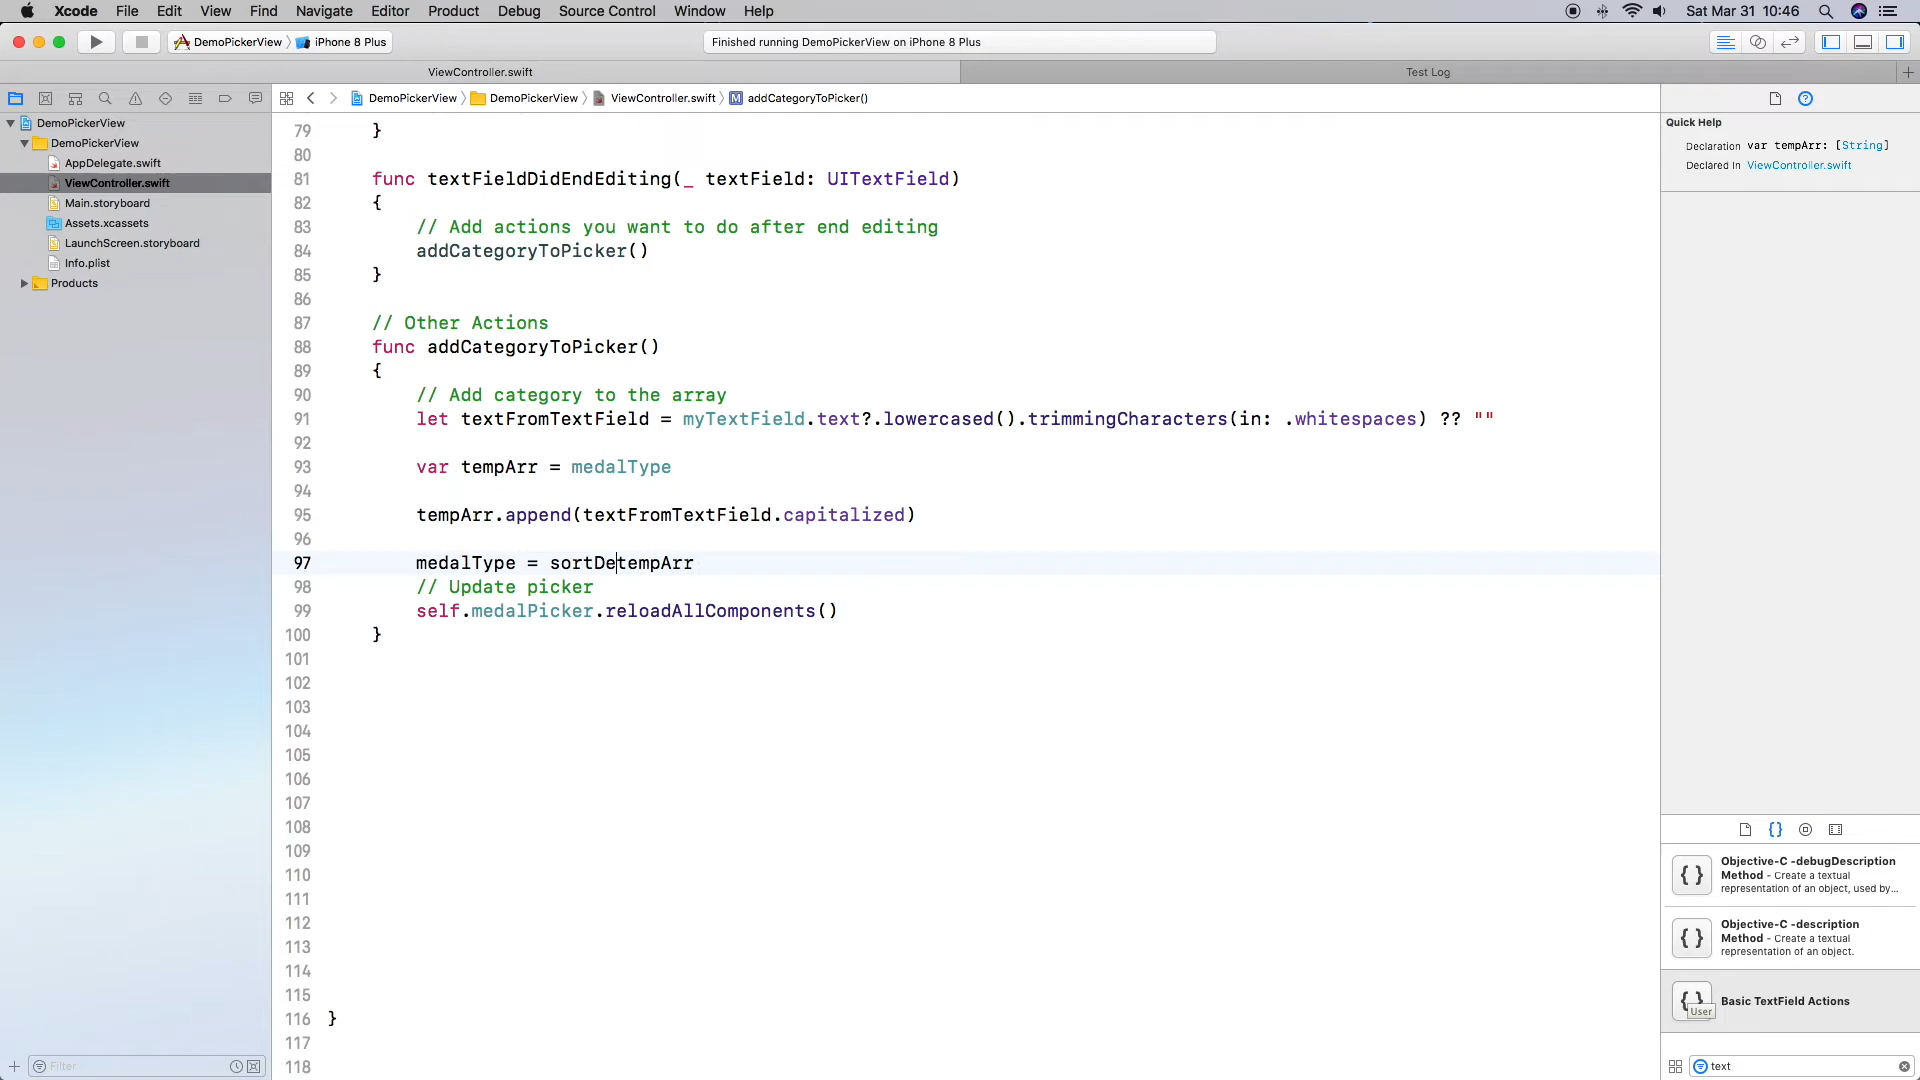 Xcode File Edit View Find Navigate Editor Product Debug Source Control Window Help Sat Mar 31 10:46
DemoPickerView iPhone 8 Plus Finished running DemoPickerView on iPhone 8 Plus
ViewController.swift Test Log
DemoPickerView DemoPickerView ViewController.swift M addCategoryToPicker()
DemoPickerView
DemoPickerView
AppDelegate.swift
ViewController.swift
Main.storyboard
Assets.xcassets
LaunchScreen.storyboard
Info.plist
Products
Filter
79 }
80
81 func textFieldDidEndEditing(_ textField: UITextField)
82 {
83 // Add actions you want to do after end editing
84 addCategoryToPicker()
85 }
86
87 // Other Actions
88 func addCategoryToPicker()
89 {
90 // Add category to the array
91 let textFromTextField = myTextField.text?.lowercased().trimmingCharacters(in: .whitespaces) ?? ""
92
93 var tempArr = medalType
94
95 tempArr.append(textFromTextField.capitalized)
96
97 medalType = sortDetempArr
98 // Update picker
99 self.medalPicker.reloadAllComponents()
100 }
101
102
103
104
105
106
107
108
109
110
111
112
113
114
115
116 }
117
118
Quick Help
Declaration var tempArr: [String]
Declared In ViewController.swift
{} Objective-C -debugDescription
Method - Create a textual
representation of an object, used by...
{} Objective-C -description
Method - Create a textual
representation of an object.
{} Basic TextField Actions
User
text